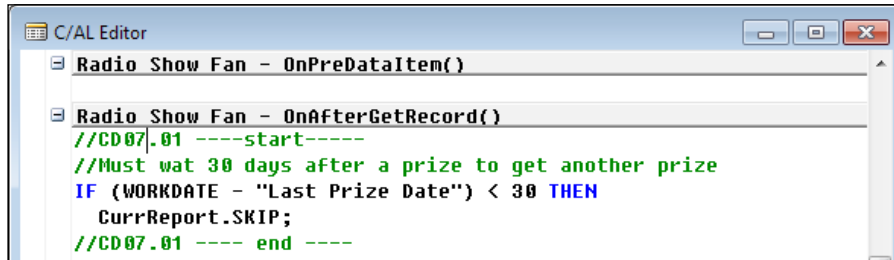 C/AL Editor
Radio Show Fan - OnPreDataItem()
Radio Show Fan - OnAfterGetRecord()
//CD07.01 ----start-----
//Must wat 30 days after a prize to get another prize
IF (WORKDATE - "Last Prize Date") < 30 THEN
CurrReport.SKIP;
//CD07.01 ---- end ----